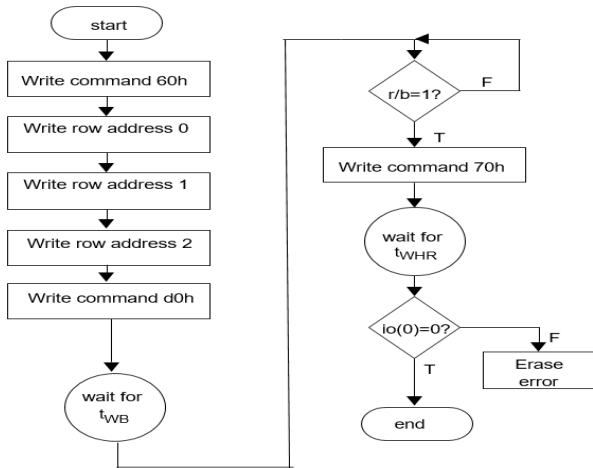 start
Write command 60h
Write row address 0
Write row address 1
Write row address 2
Write command d0h
wait for
tWB
r/b=1?
F
T
Write command 70h
wait for
tWHR
io(0)=0?
F
T
Erase
error
end